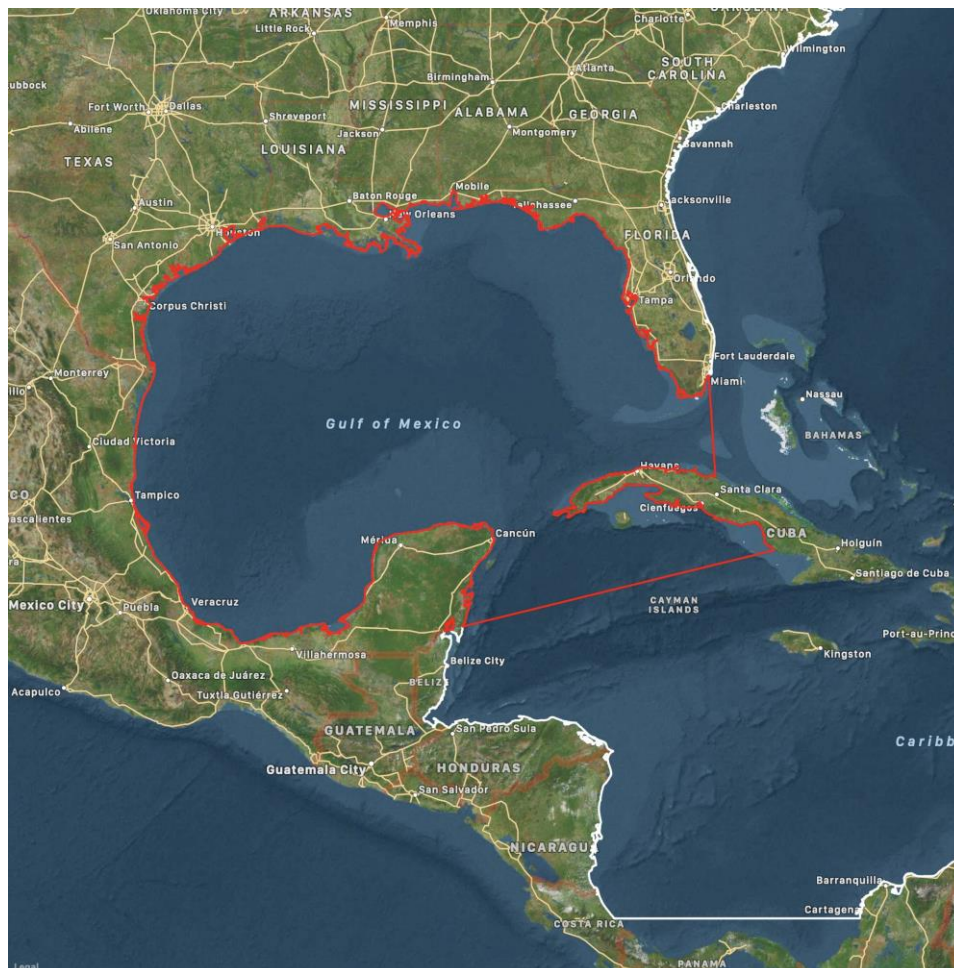 Oklahoma City
ARKANSAS
Memphis
Charlotte
CAROLINA
Little Rock
Wilmington
Lubbock
Birmingham
Atlanta
SOUTH
CAROLINA
Fort Worth
Dallas
MISSISSIPPI
ALABAMA
GEORGIA
Charleston
Abilene
Shreveport
Jackson
Montgomery
Savannah
TEXAS
LOUISIANA
Baton Rouge
Mobile
Tallahassee
Jacksonville
Austin
New Orleans
Houston
FLORIDA
San Antonio
Orlando
Corpus Christi
Tampa
Fort Lauderdale
Monterrey
Miami
Nassau
Gulf of Mexico
BAHAMAS
Ciudad Victoria
Havana
Tampico
Santa Clara
Cienfuegos
Cancún
CUBA
Mérida
Holguín
Santiago de Cuba
Mexico City
Puebla
Veracruz
CAYMAN
ISLANDS
Port-au-Princ
Villahermosa
Belize City
Kingston
Oaxaca de Juárez
BELIZ
Acapulco
Tuxtla Gutiérrez
GUATEMALA
San Pedro Sula
Caribb
Guatemala City
HONDURAS
San Salvador
NICARAGU
Barranquilla
Cartagena
COSTA RICA
PANAMA
Legal